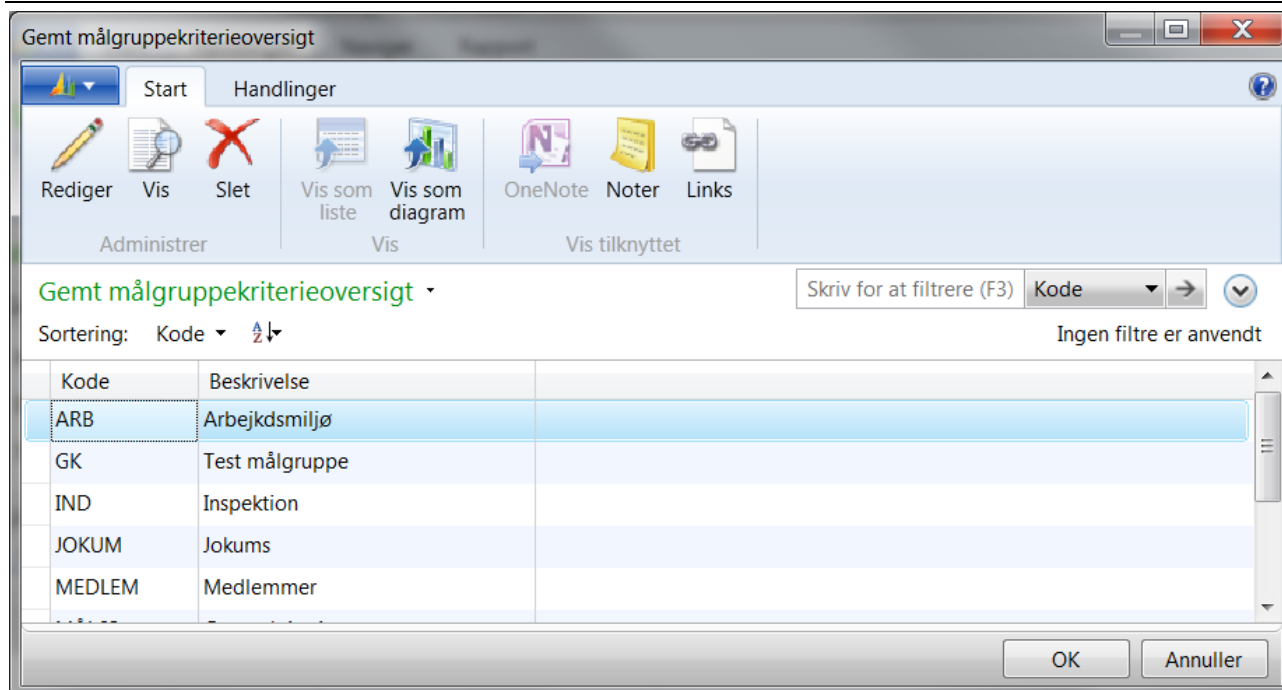 Gemt målgruppekriterieoversigt
Start Handlinger
Rediger Vis Slet Vis som liste Vis som diagram OneNote Noter Links
Administrer Vis Vis tilknyttet
Gemt målgruppekriterieoversigt Skriv for at filtrere (F3) Kode
Sortering: Kode Ingen filtre er anvendt
Kode Beskrivelse
ARB Arbejkdsmiljø
GK Test målgruppe
IND Inspektion
JOKUM Jokums
MEDLEM Medlemmer
OK Annuller